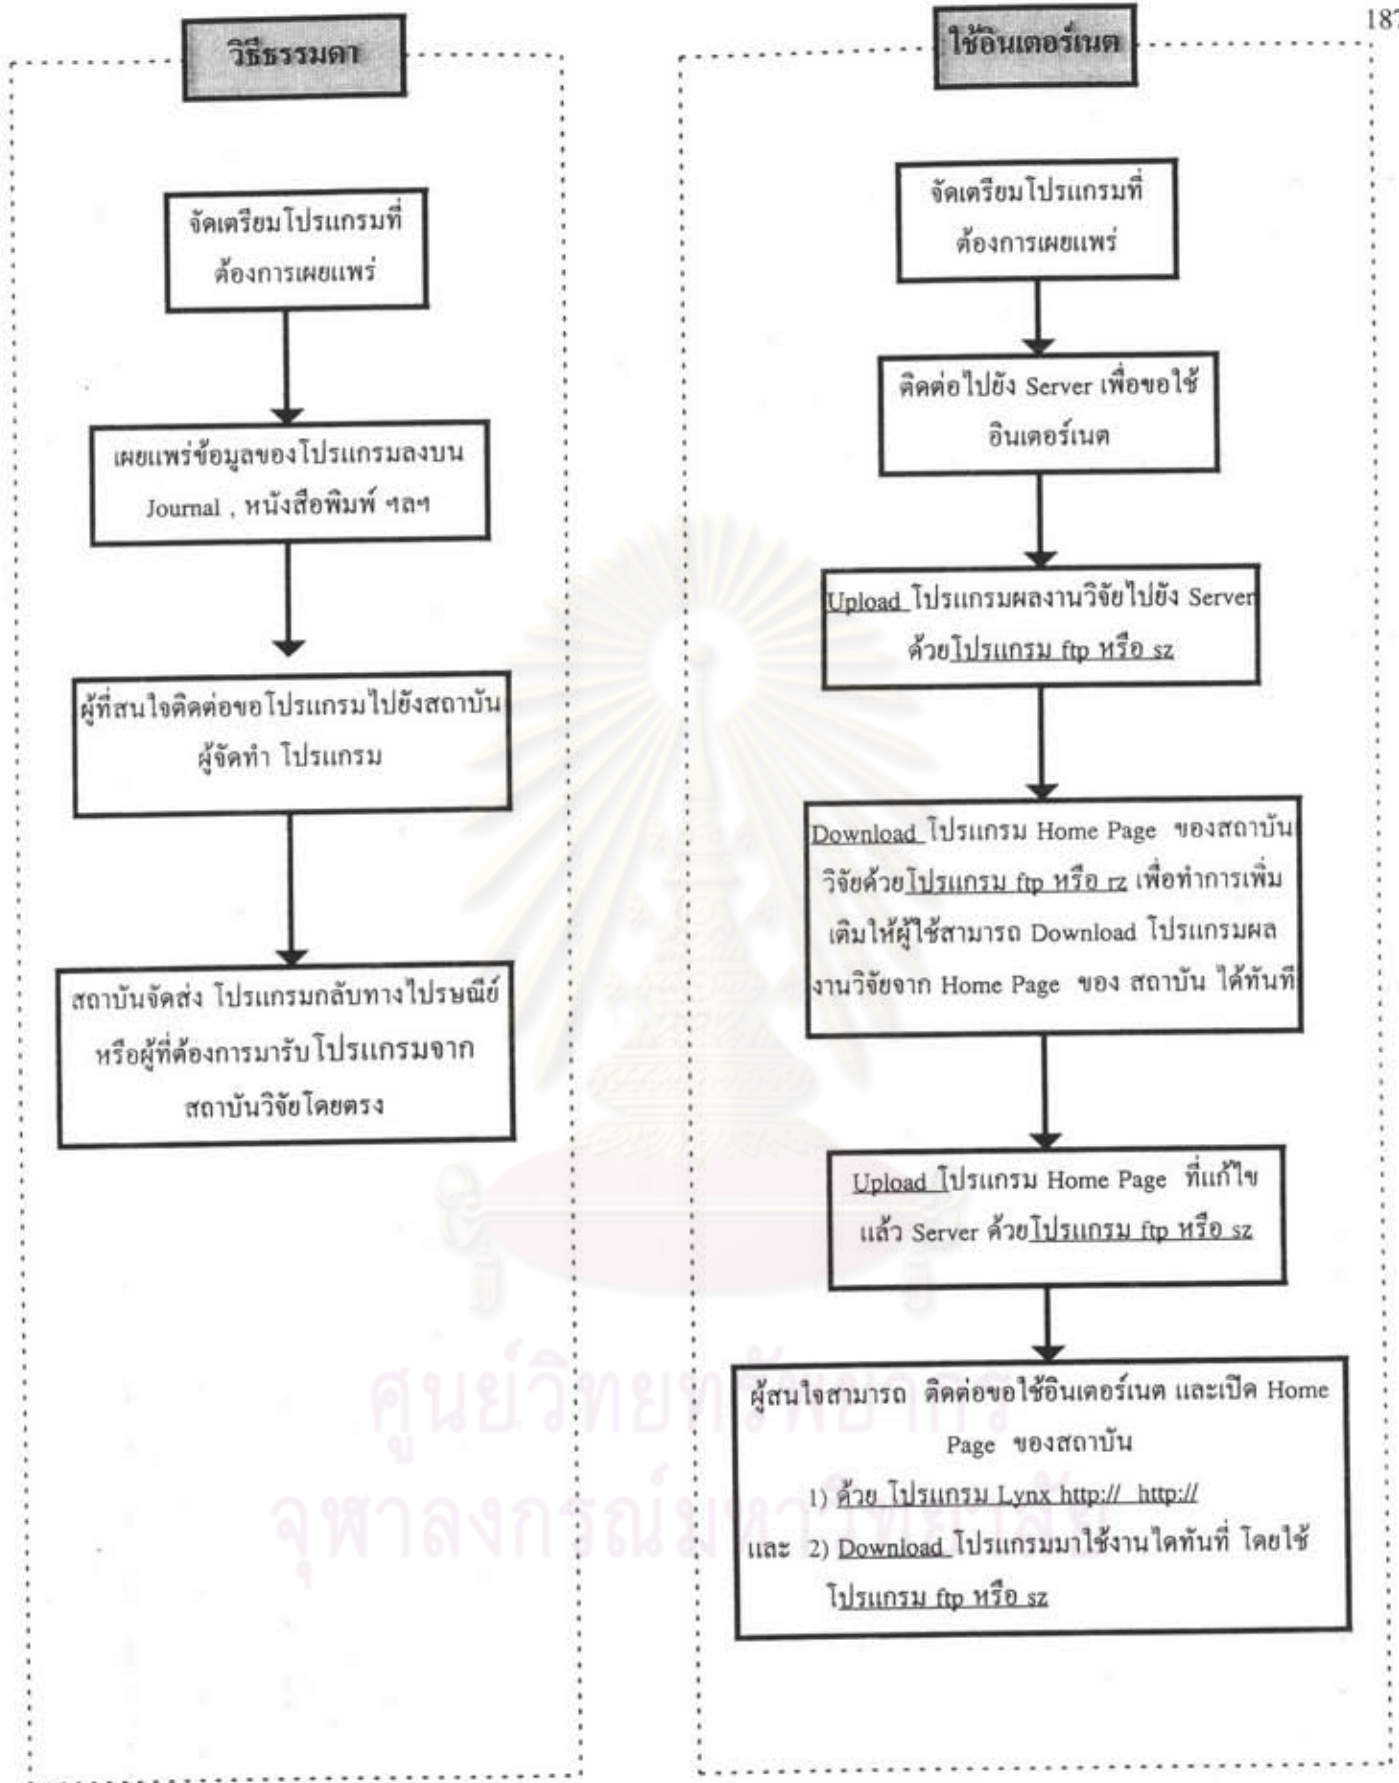 187
วิธีธรรมดา
จัดเตรียมโปรแกรมที่
ต้องการเผยแพร่
เผยแพร่ข้อมูลของโปรแกรมลงบน
Journal , หนังสือพิมพ์ ฯลฯ
ผู้ที่สนใจติดต่อขอโปรแกรมไปยังสถาบัน
ผู้จัดทำ โปรแกรม
สถาบันจัดส่ง โปรแกรมกลับทางไปรษณีย์
หรือผู้ที่ต้องการมารับโปรแกรมจาก
สถาบันวิจัยโดยตรง
ใช้อินเตอร์เนต
จัดเตรียมโปรแกรมที่
ต้องการเผยแพร่
ติดต่อไปยัง Server เพื่อขอใช้
อินเตอร์เนต
Upload โปรแกรมผลงานวิจัยไปยัง Server
ด้วยโปรแกรม ftp หรือ sz
Download โปรแกรม Home Page ของสถาบัน
วิจัยด้วยโปรแกรม ftp หรือ rz เพื่อทำการเพิ่ม
เติมให้ผู้ใช้สามารถ Download โปรแกรมผล
งานวิจัยจาก Home Page ของ สถาบัน ได้ทันที
Upload โปรแกรม Home Page ที่แก้ไข
แล้ว Server ด้วยโปรแกรม ftp หรือ sz
ผู้สนใจสามารถ ติดต่อขอใช้อินเตอร์เนต และเปิด Home
Page ของสถาบัน
1) ด้วย โปรแกรม Lynx http:// http://
และ 2) Download โปรแกรมมาใช้งานไดทันที่ โดยใช้
โปรแกรม ftp หรือ sz
ศูนย์วิทยทรัพยากร
จุฬาลงกรณ์มหาวิทยาลัย